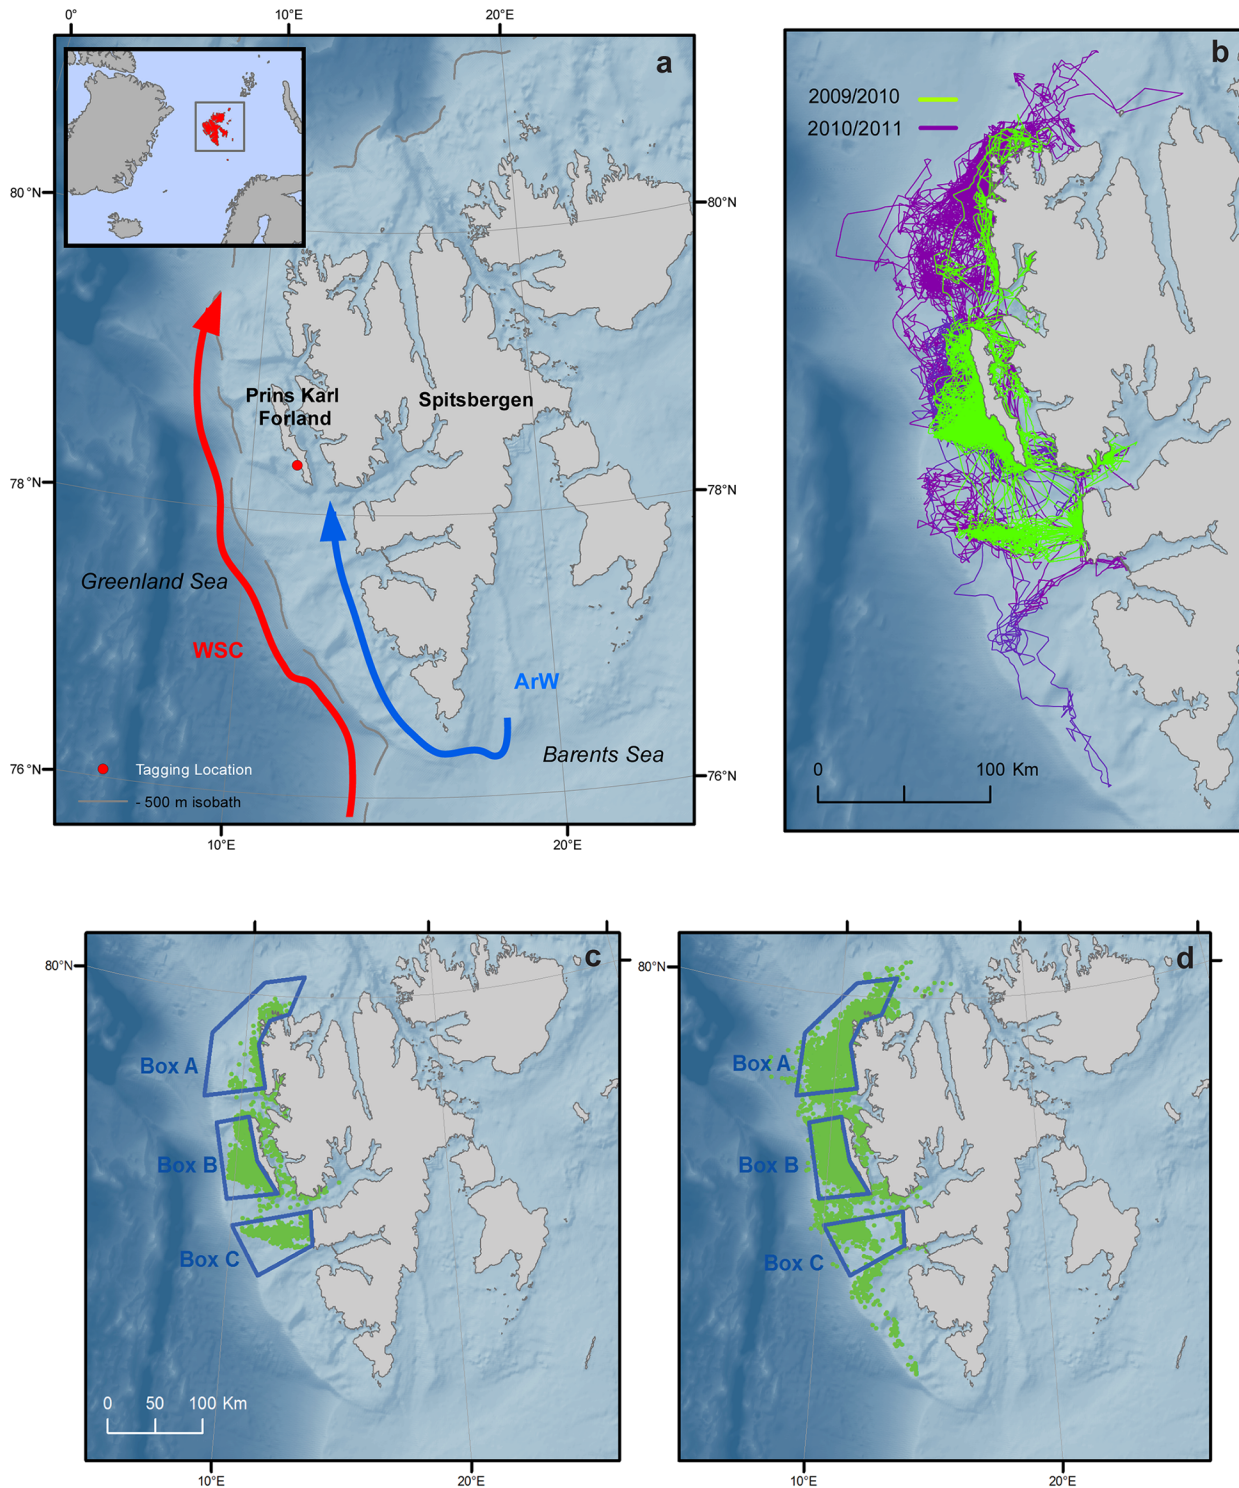 0°
10°E
20°E
a
80°N
80°N
Prins Karl
Forland
Spitsbergen
78°N
78°N
Greenland Sea
WSC
ArW
Barents Sea
76°N
76°N
Tagging Location
- 500 m isobath
10°E
20°E
b
2009/2010
2010/2011
0
100 Km
c
80°N
Box A
Box B
Box C
0 50 100 Km
10°E
20°E
d
80°N
Box A
Box B
Box C
10°E
20°E